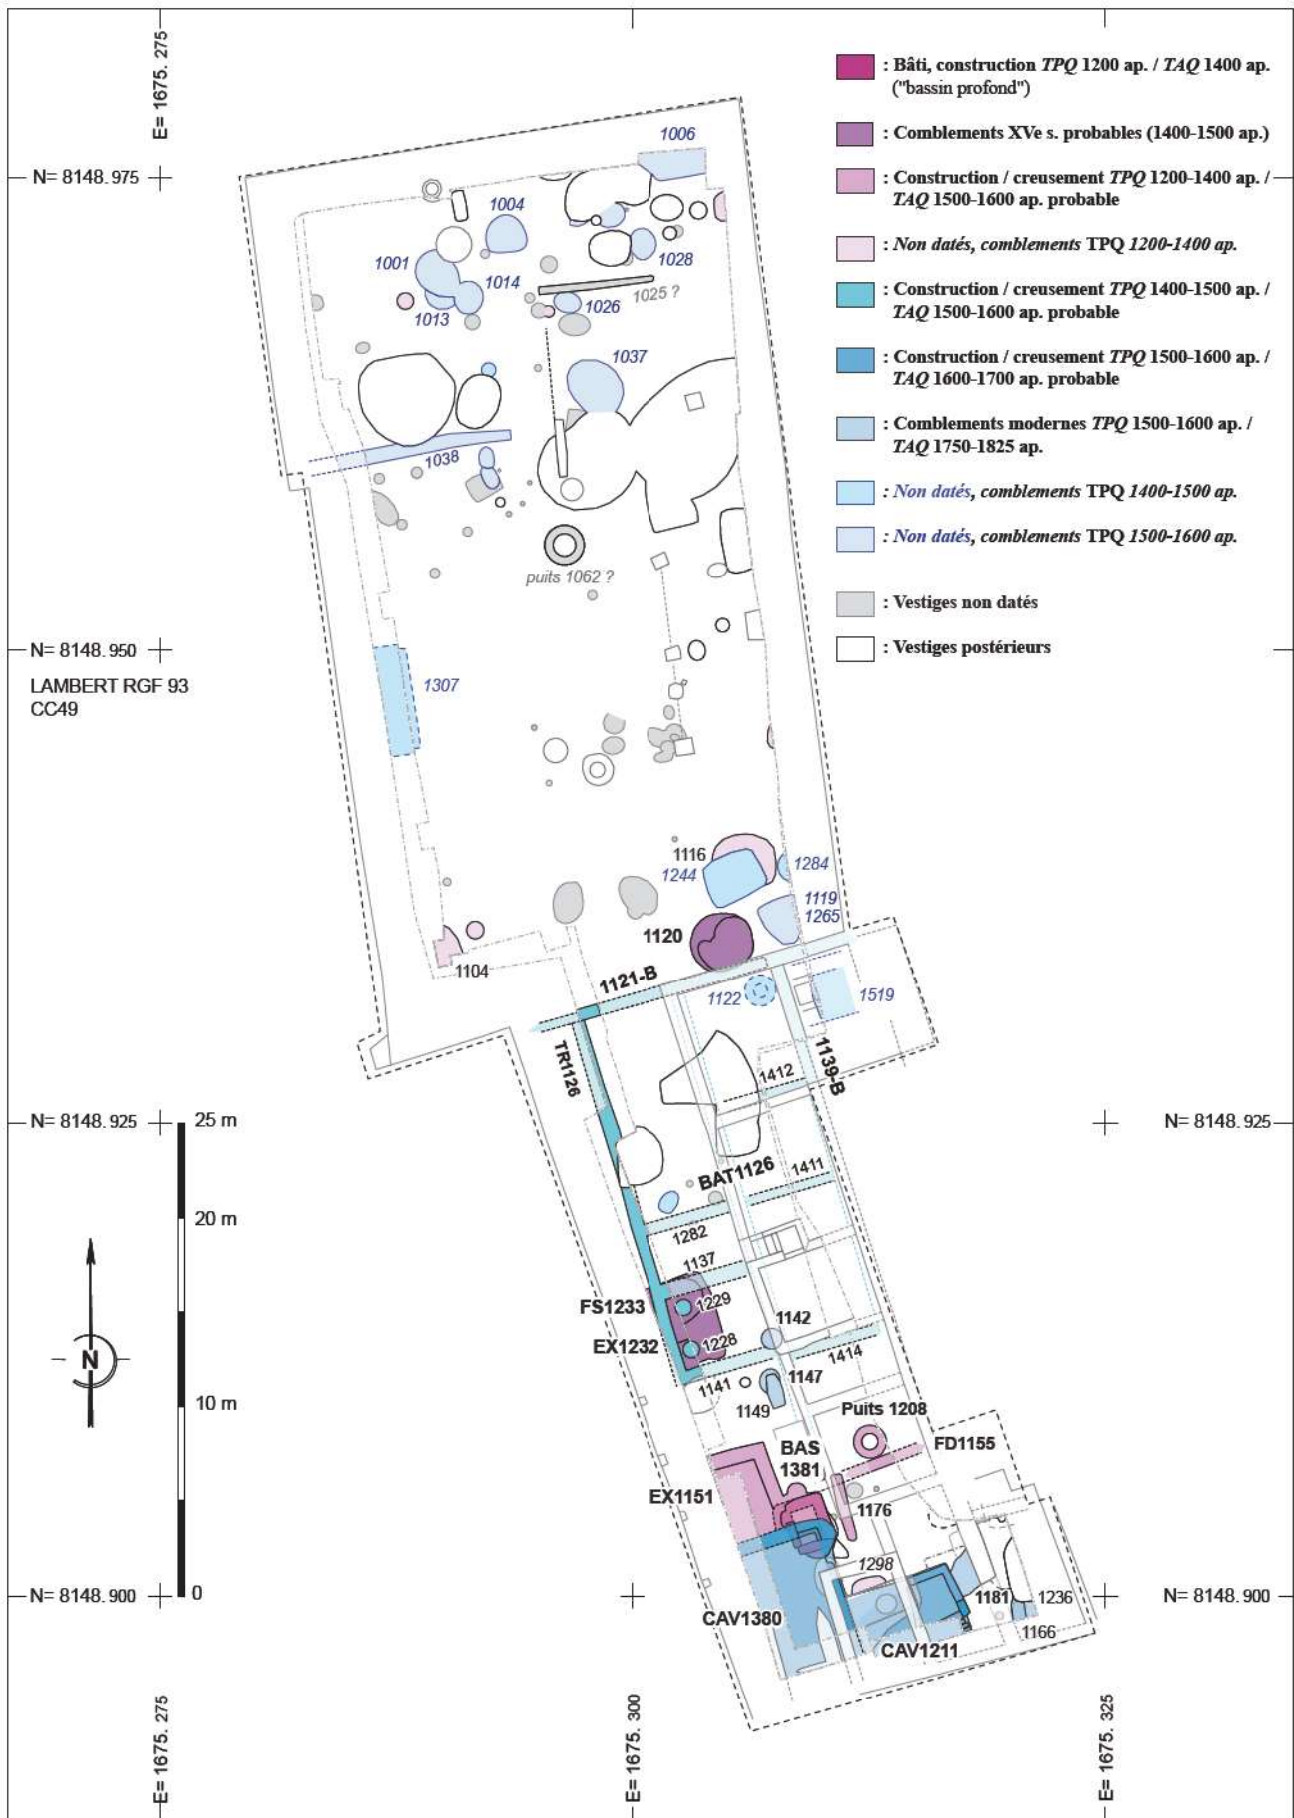 E= 1675. 275
: Bâti, construction TPQ 1200 ap. / TAQ 1400 ap.
("bassin profond")
: Comblements XVe s. probables (1400-1500 ap.)
: Construction / creusement TPQ 1200-1400 ap. /
TAQ 1500-1600 ap. probable
: Non datés, comblements TPQ 1200-1400 ap.
: Construction / creusement TPQ 1400-1500 ap. /
TAQ 1500-1600 ap. probable
: Construction / creusement TPQ 1500-1600 ap. /
TAQ 1600-1700 ap. probable
: Comblements modernes TPQ 1500-1600 ap. /
TAQ 1750-1825 ap.
: Non datés, comblements TPQ 1400-1500 ap.
: Non datés, comblements TPQ 1500-1600 ap.
: Vestiges non datés
: Vestiges postérieurs
N= 8148. 975
1006
1004
1001
1014
1028
1013
1025 ?
1026
1037
1038
puits 1062 ?
N= 8148. 950
LAMBERT RGF 93
CC49
1307
1116
1244
1284
1119
1265
1120
1104
1121-B
1122
1519
TR1126
1139-B
1412
N= 8148. 925
25 m
N= 8148. 925
BAT1126
1411
20 m
1282
1137
FS1233
1229
1142
EX1232
1228
1414
N
1141
1147
1149
10 m
Puits 1208
BAS
1381
FD1155
EX1151
1176
1298
N= 8148. 900
0
N= 8148. 900
1181
1236
CAV1380
1166
CAV1211
E= 1675. 275
E= 1675. 300
E= 1675. 325